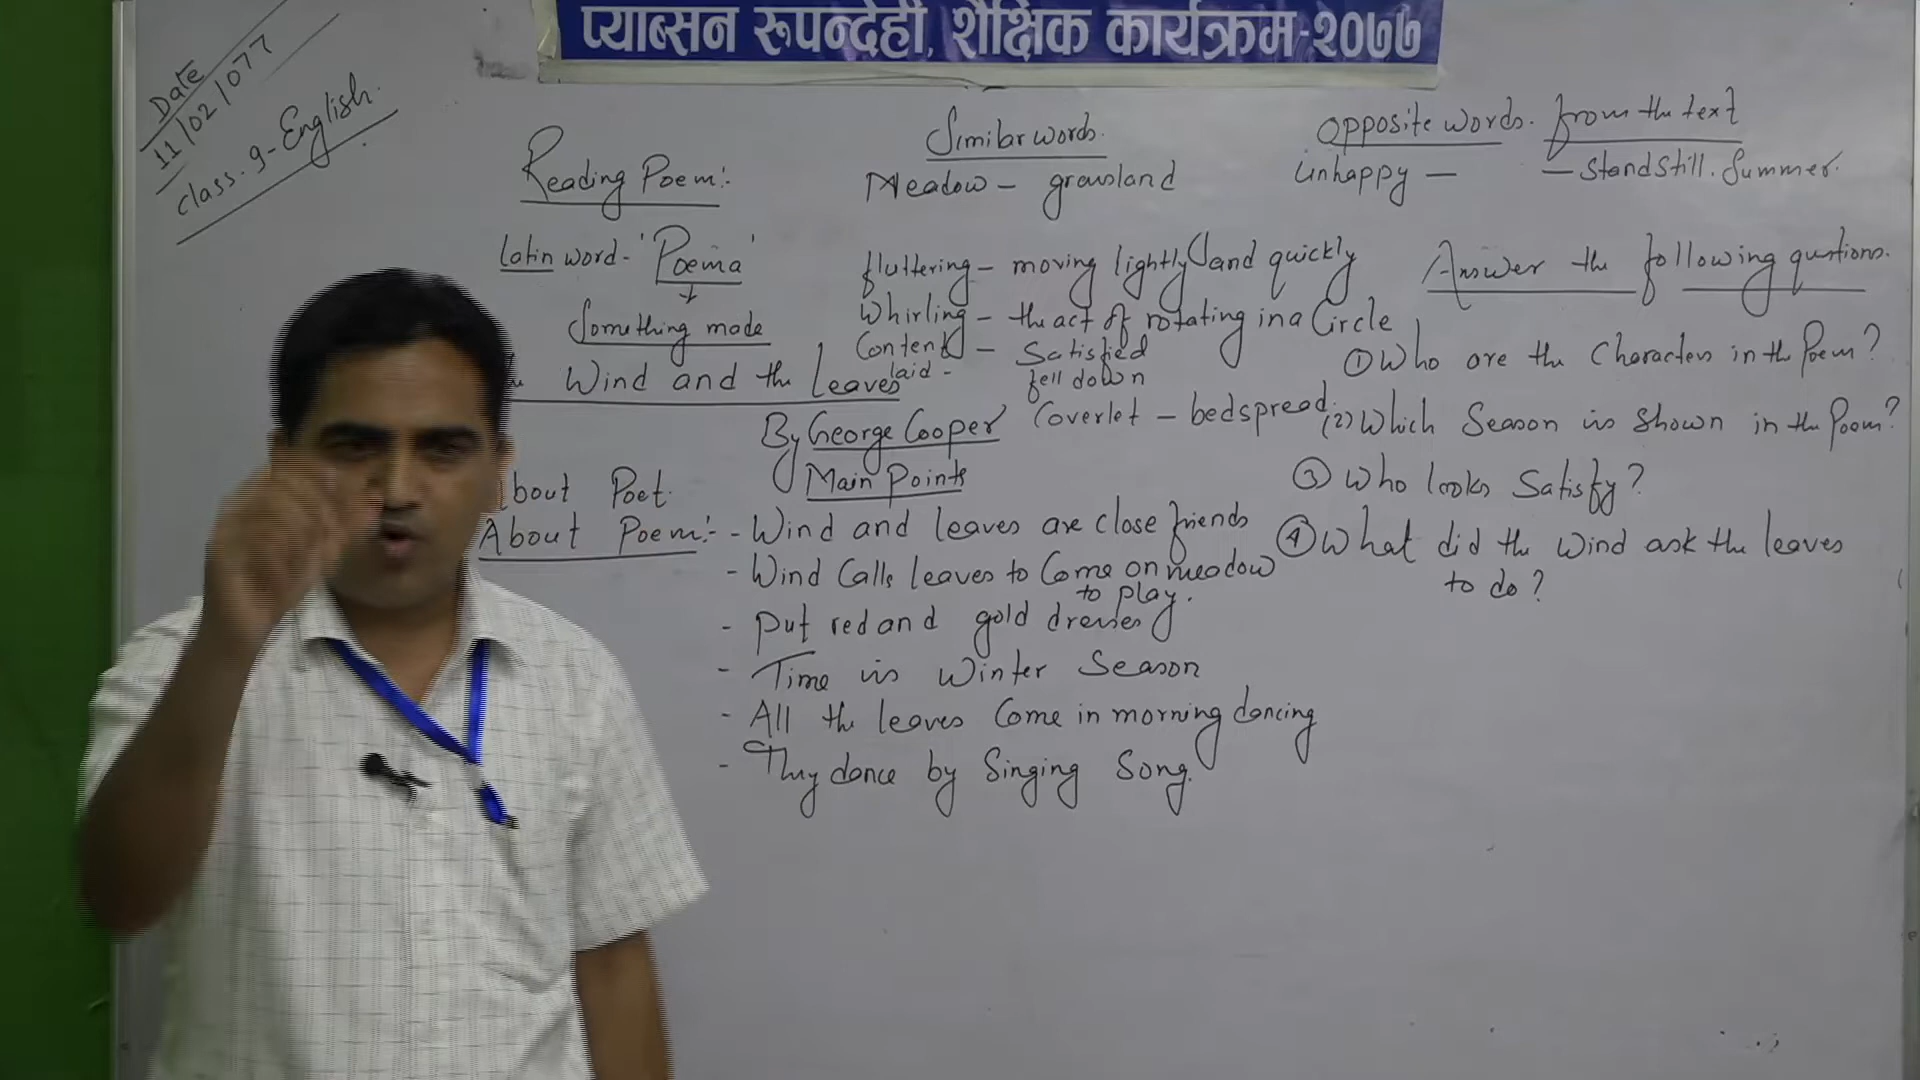 प्याब्सन रुपन्देही, शैक्षिक कार्यक्रम-२०७७
Date
11/02/077
class. 9-English.
Reading Poem:-
Latin word- 'Poema'
Something made
Wind and the Leaves
By George Cooper
bout Poet.
About Poem:-
Similar words.
Meadow - grassland
fluttering - moving lightly and quickly
Whirling - the act of rotating in a Circle
Content - Satisfied
laid - fell down
Coverlet - bedspread
Main Points
- Wind and leaves are close friends
- Wind Calls leaves to Come on meadow
to play.
- Put red and gold dresses
- Time is Winter Season
- All the leaves Come in morning dancing
- They dance by Singing Song.
Opposite words. from the text
Unhappy - - Standstill. Summer.
Answer the following qustions.
① Who are the Characters in the Poem?
(2) Which Season is Shown in the Poem?
③ Who looks Satisfy?
④ What did the Wind ask the leaves
to do?